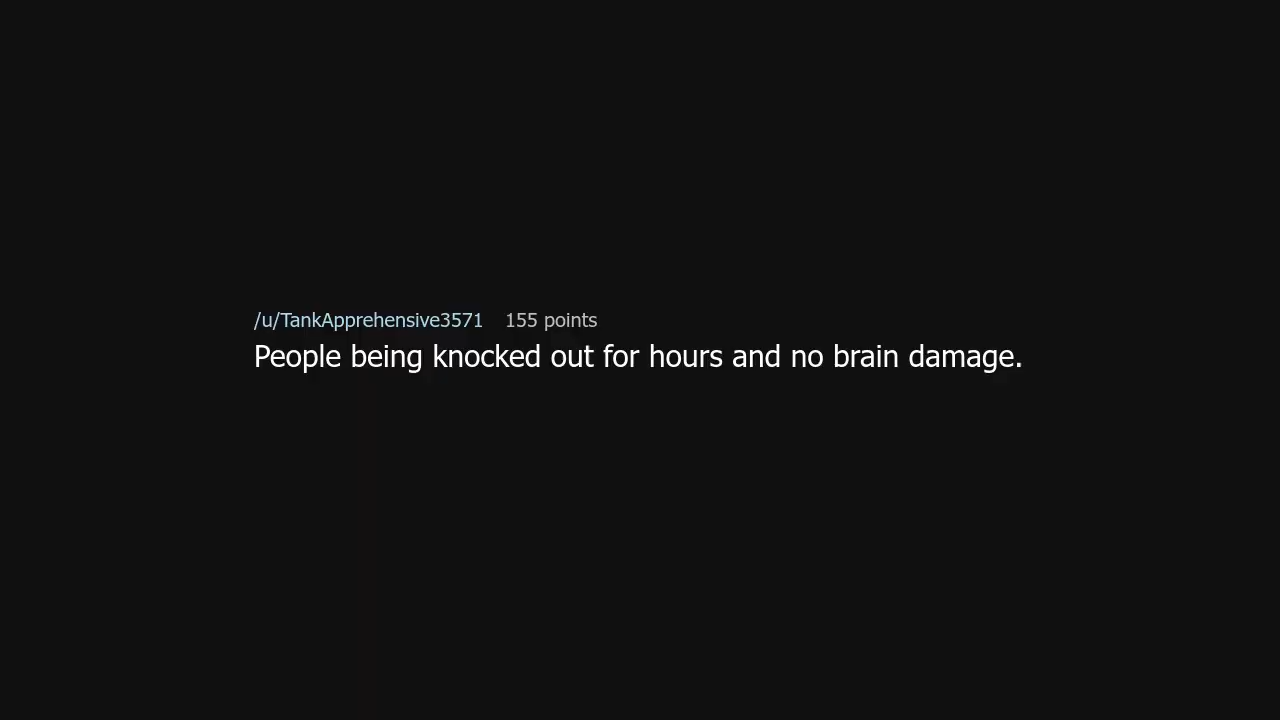 /u/TankApprehensive3571 155 points
People being knocked out for hours and no brain damage.